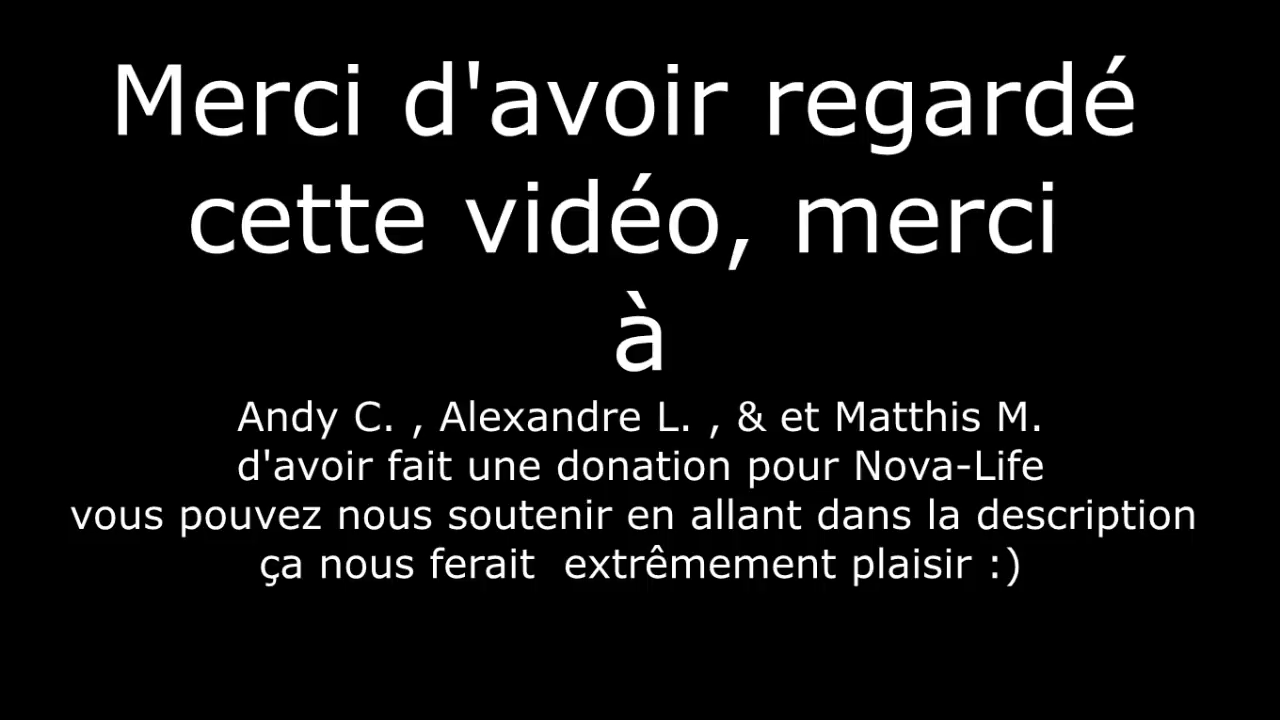 Merci d'avoir regardé
cette vidéo, merci
à
Andy C. , Alexandre L. , & et Matthis M.
d'avoir fait une donation pour Nova-Life
vous pouvez nous soutenir en allant dans la description
ça nous ferait  extrêmement plaisir :)